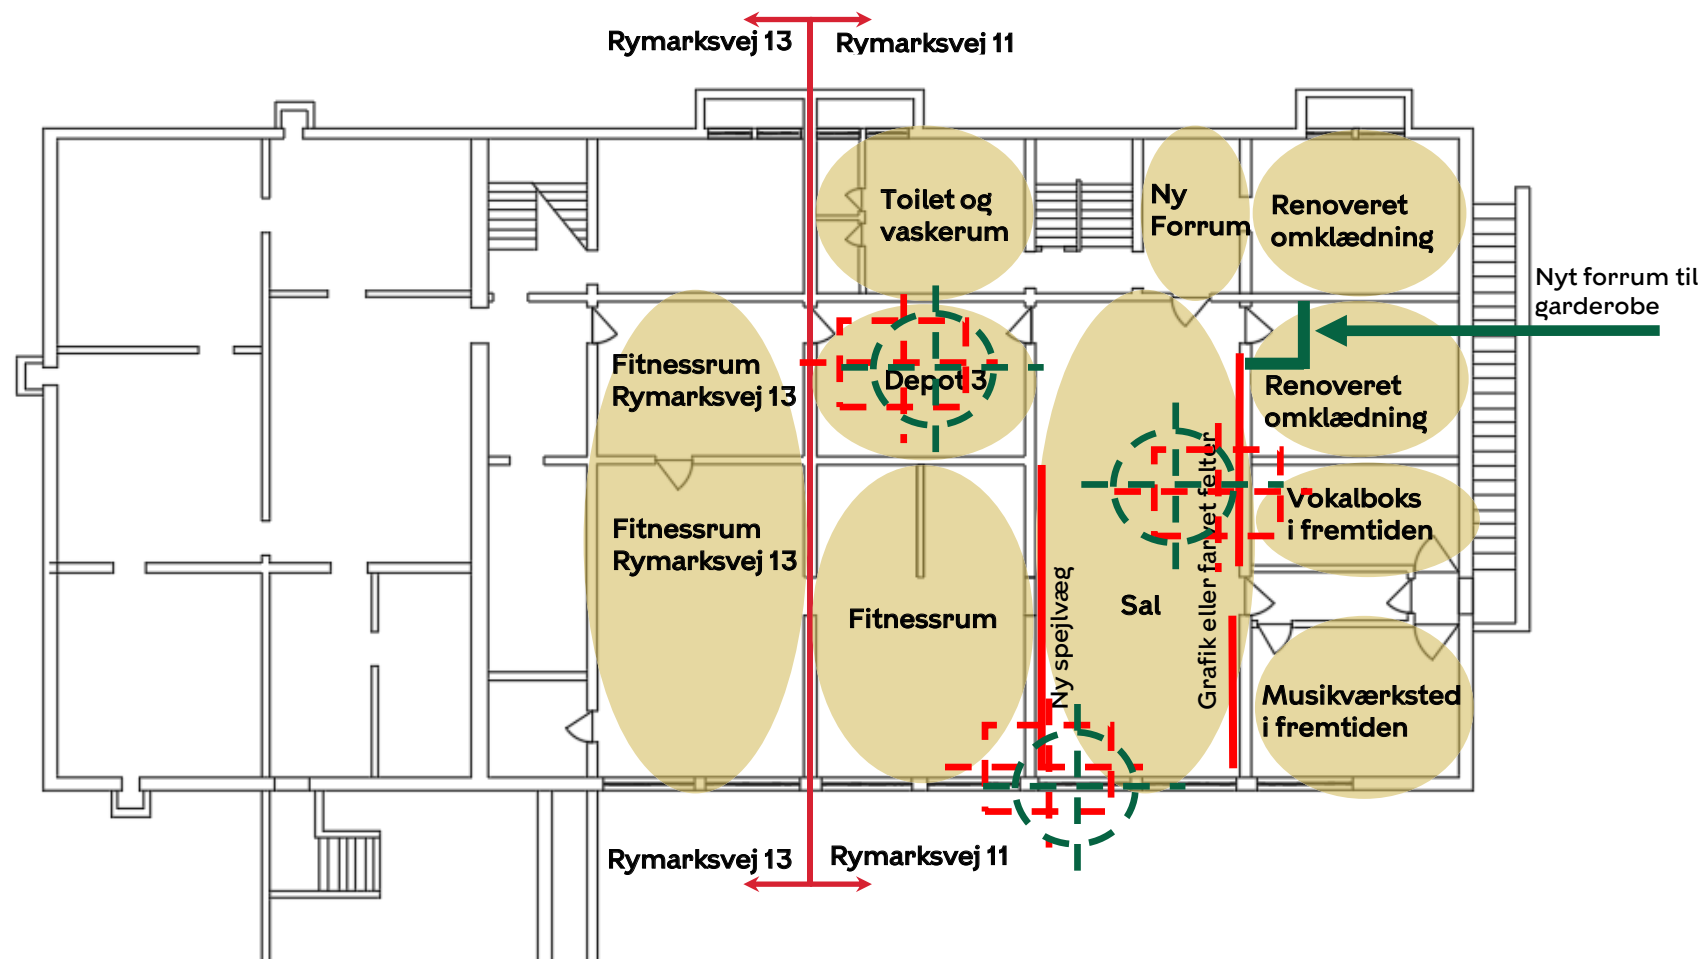 Rymarksvej 13
Rymarksvej 11
Toilet og
vaskerum
Ny
Forrum
Renoveret
omklædning
Nyt forrum til
garderobe
Fitnessrum
Rymarksvej 13
Depot 3
Renoveret
omklædning
Fitnessrum
Rymarksvej 13
Vokalboks
i fremtiden
Fitnessrum
Ny spejlvæg
Sal
Grafik eller farvet felter
Musikværksted
i fremtiden
Rymarksvej 13
Rymarksvej 11